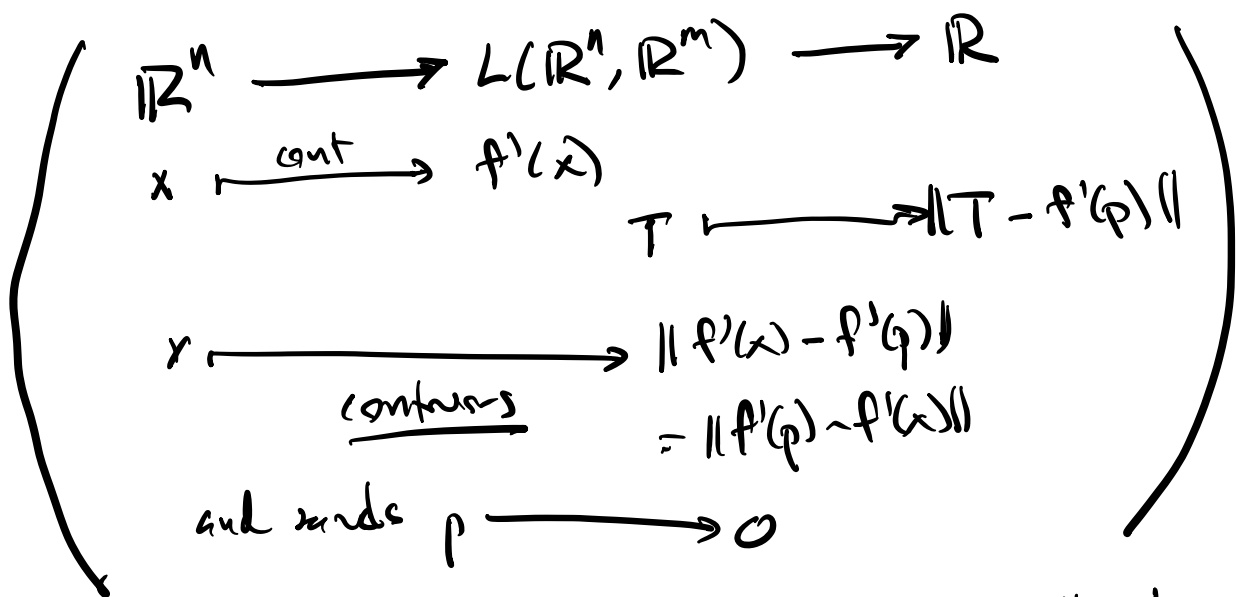 ℝⁿ ⟶ L(ℝⁿ, ℝᵐ) ⟶ ℝ
x ⟼ cont f'(x)
T ⟼ ||T - f'(p)||
x ⟼ ||f'(x) - f'(p)||
continuous
= ||f'(p) - f'(x)||
and sends p ⟶ 0